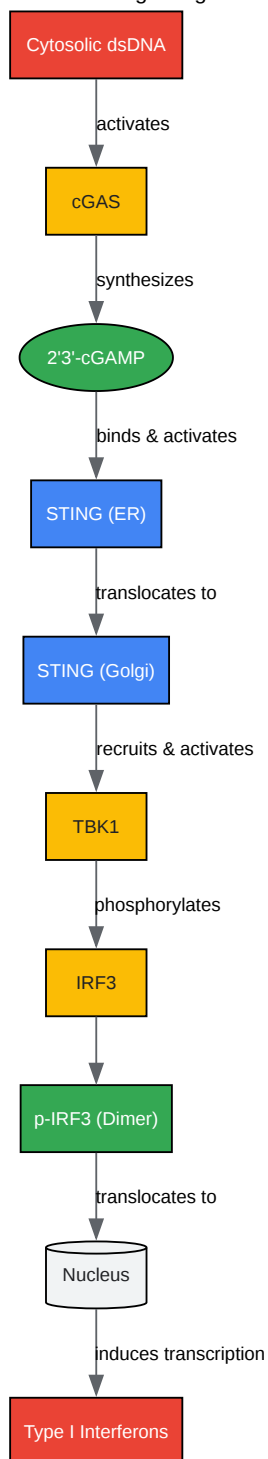 Cytosolic dsDNA
activates
cGAS
synthesizes
2'3'-cGAMP
binds & activates
STING (ER)
translocates to
STING (Golgi)
recruits & activates
TBK1
phosphorylates
IRF3
p-IRF3 (Dimer)
translocates to
Nucleus
induces transcription
Type I Interferons